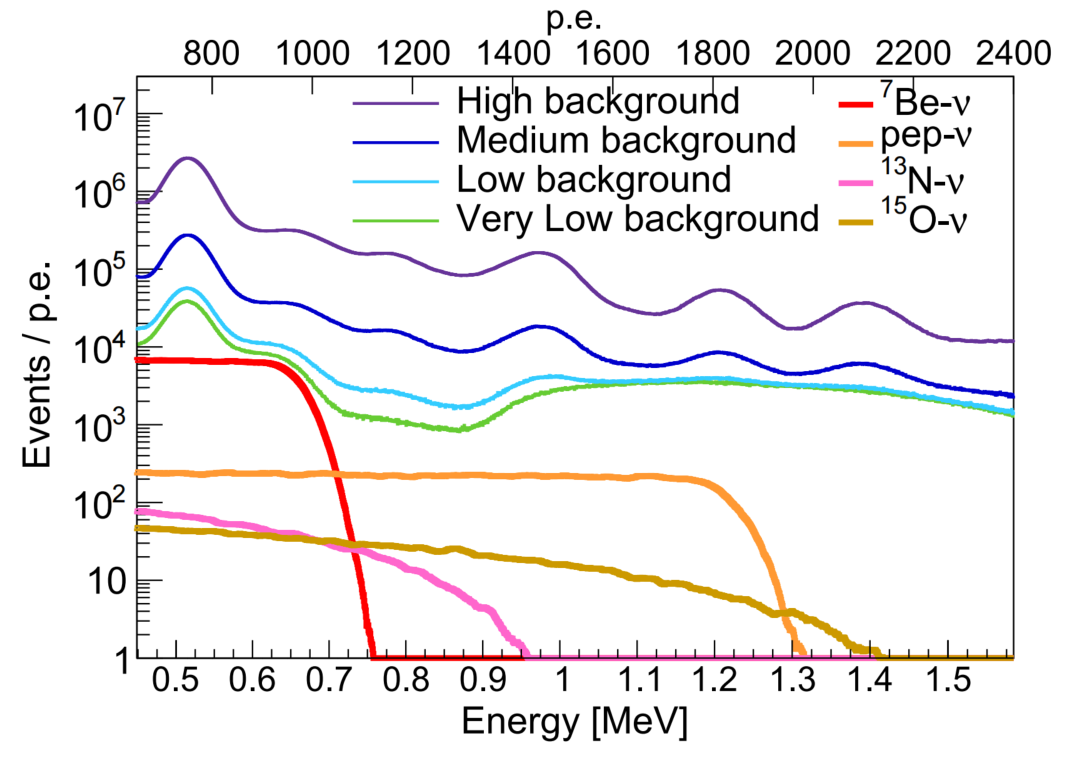 p.e.
800 1000 1200 1400 1600 1800 2000 2200 2400
Events / p.e.
10⁷
10⁶
10⁵
10⁴
10³
10²
10
1
High background
Medium background
Low background
Very Low background
⁷Be-ν
pep-ν
¹³N-ν
¹⁵O-ν
0.5 0.6 0.7 0.8 0.9 1 1.1 1.2 1.3 1.4 1.5
Energy [MeV]